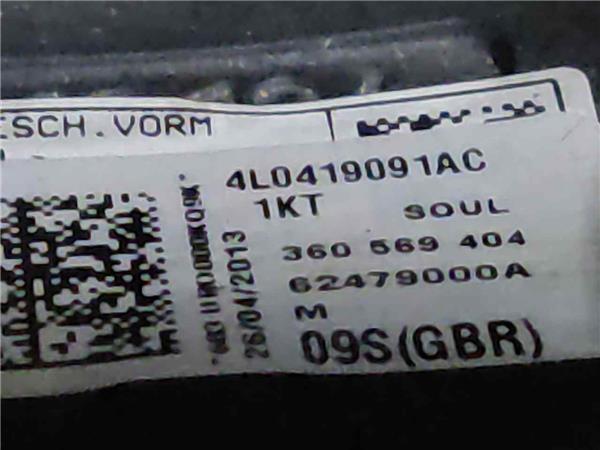 ESCH.VORM
4L0419091AC
1KT SOUL
360 569 404
62479000A
M
09S(GBR)
26/04/2013